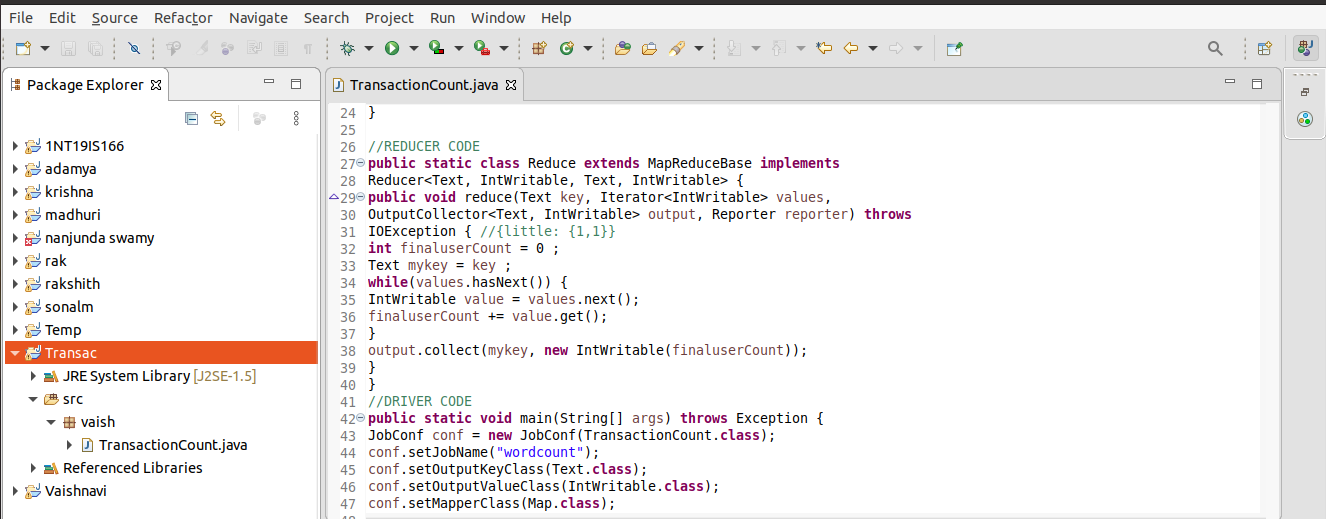 File Edit Source Refactor Navigate Search Project Run Window Help
Package Explorer
1NT19IS166
adamya
krishna
madhuri
nanjunda swamy
rak
rakshith
sonalm
Temp
Transac
JRE System Library [J2SE-1.5]
src
vaish
TransactionCount.java
Referenced Libraries
Vaishnavi
TransactionCount.java
24 }
25
26 //REDUCER CODE
27 public static class Reduce extends MapReduceBase implements
28 Reducer<Text, IntWritable, Text, IntWritable> {
29 public void reduce(Text key, Iterator<IntWritable> values,
30 OutputCollector<Text, IntWritable> output, Reporter reporter) throws
31 IOException { //{little: {1,1}}
32 int finaluserCount = 0 ;
33 Text mykey = key ;
34 while(values.hasNext()) {
35 IntWritable value = values.next();
36 finaluserCount += value.get();
37 }
38 output.collect(mykey, new IntWritable(finaluserCount));
39 }
40 }
41 //DRIVER CODE
42 public static void main(String[] args) throws Exception {
43 JobConf conf = new JobConf(TransactionCount.class);
44 conf.setJobName("wordcount");
45 conf.setOutputKeyClass(Text.class);
46 conf.setOutputValueClass(IntWritable.class);
47 conf.setMapperClass(Map.class);